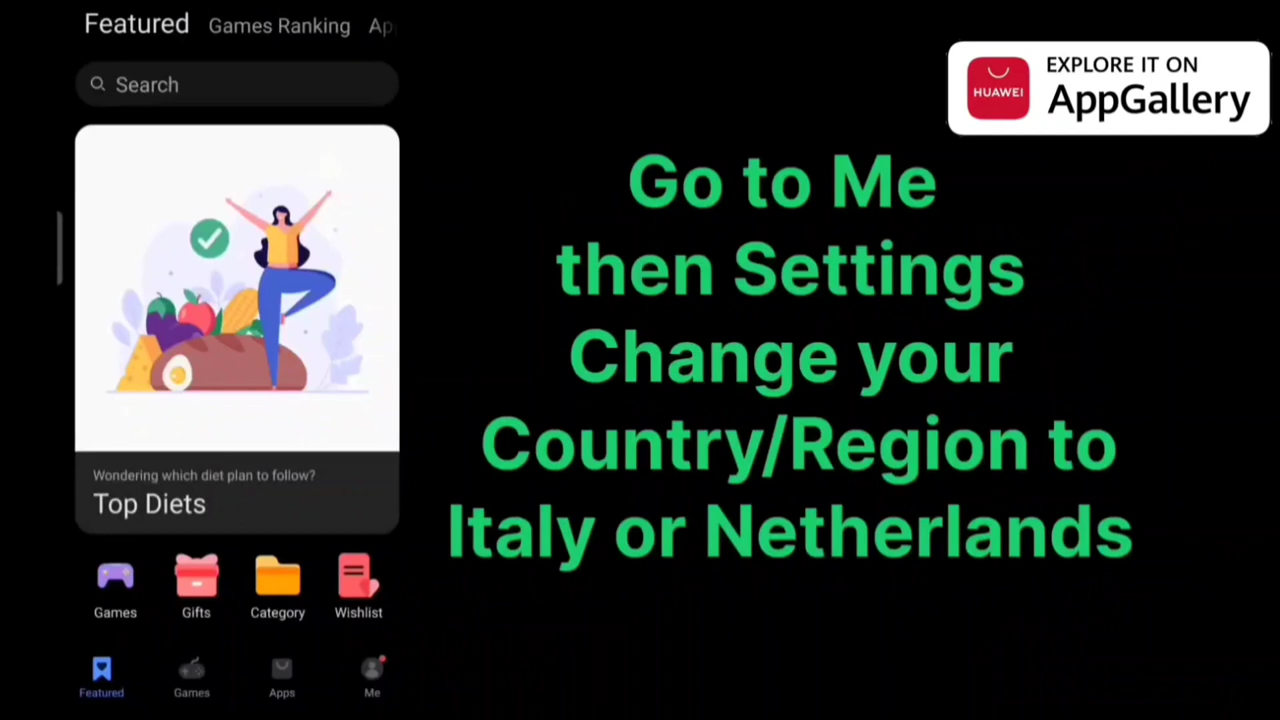 Featured Games Ranking
Search
HUAWEI
EXPLORE IT ON
AppGallery
Go to Me
then Settings
Change your
Country/Region to
Italy or Netherlands
Wondering which diet plan to follow?
Top Diets
Games Gifts Category Wishlist
Featured Games Apps Me